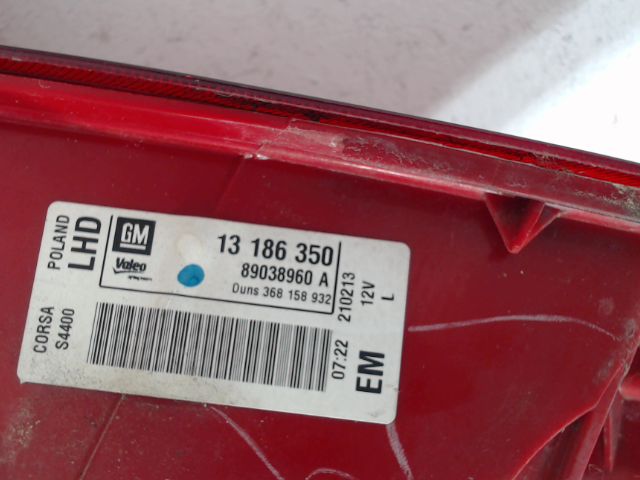 POLAND
LHD
GM
Valeo
13 186 350
89038960 A
Duns 368 158 932
210213
12V
L
CORSA
S4400
07:22
EM